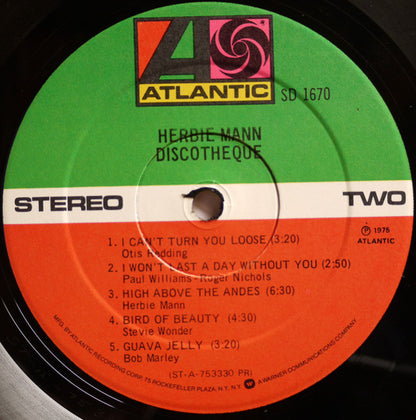 ATLANTIC
SD 1670
HERBIE MANN
DISCOTHEQUE
STEREO
TWO
1. I CAN'T TURN YOU LOOSE (3:20)
Otis Redding
2. I WON'T LAST A DAY WITHOUT YOU (2:50)
Paul Williams - Roger Nichols
3. HIGH ABOVE THE ANDES (6:30)
Herbie Mann
4. BIRD OF BEAUTY (4:30)
Stevie Wonder
5. GUAVA JELLY (3:20)
Bob Marley
℗ 1975
ATLANTIC
(ST-A-753330 PR)
MFG. BY ATLANTIC RECORDING CORP. 75 ROCKEFELLER PLAZA, N.Y. N.Y. W A WARNER COMMUNICATIONS COMPANY